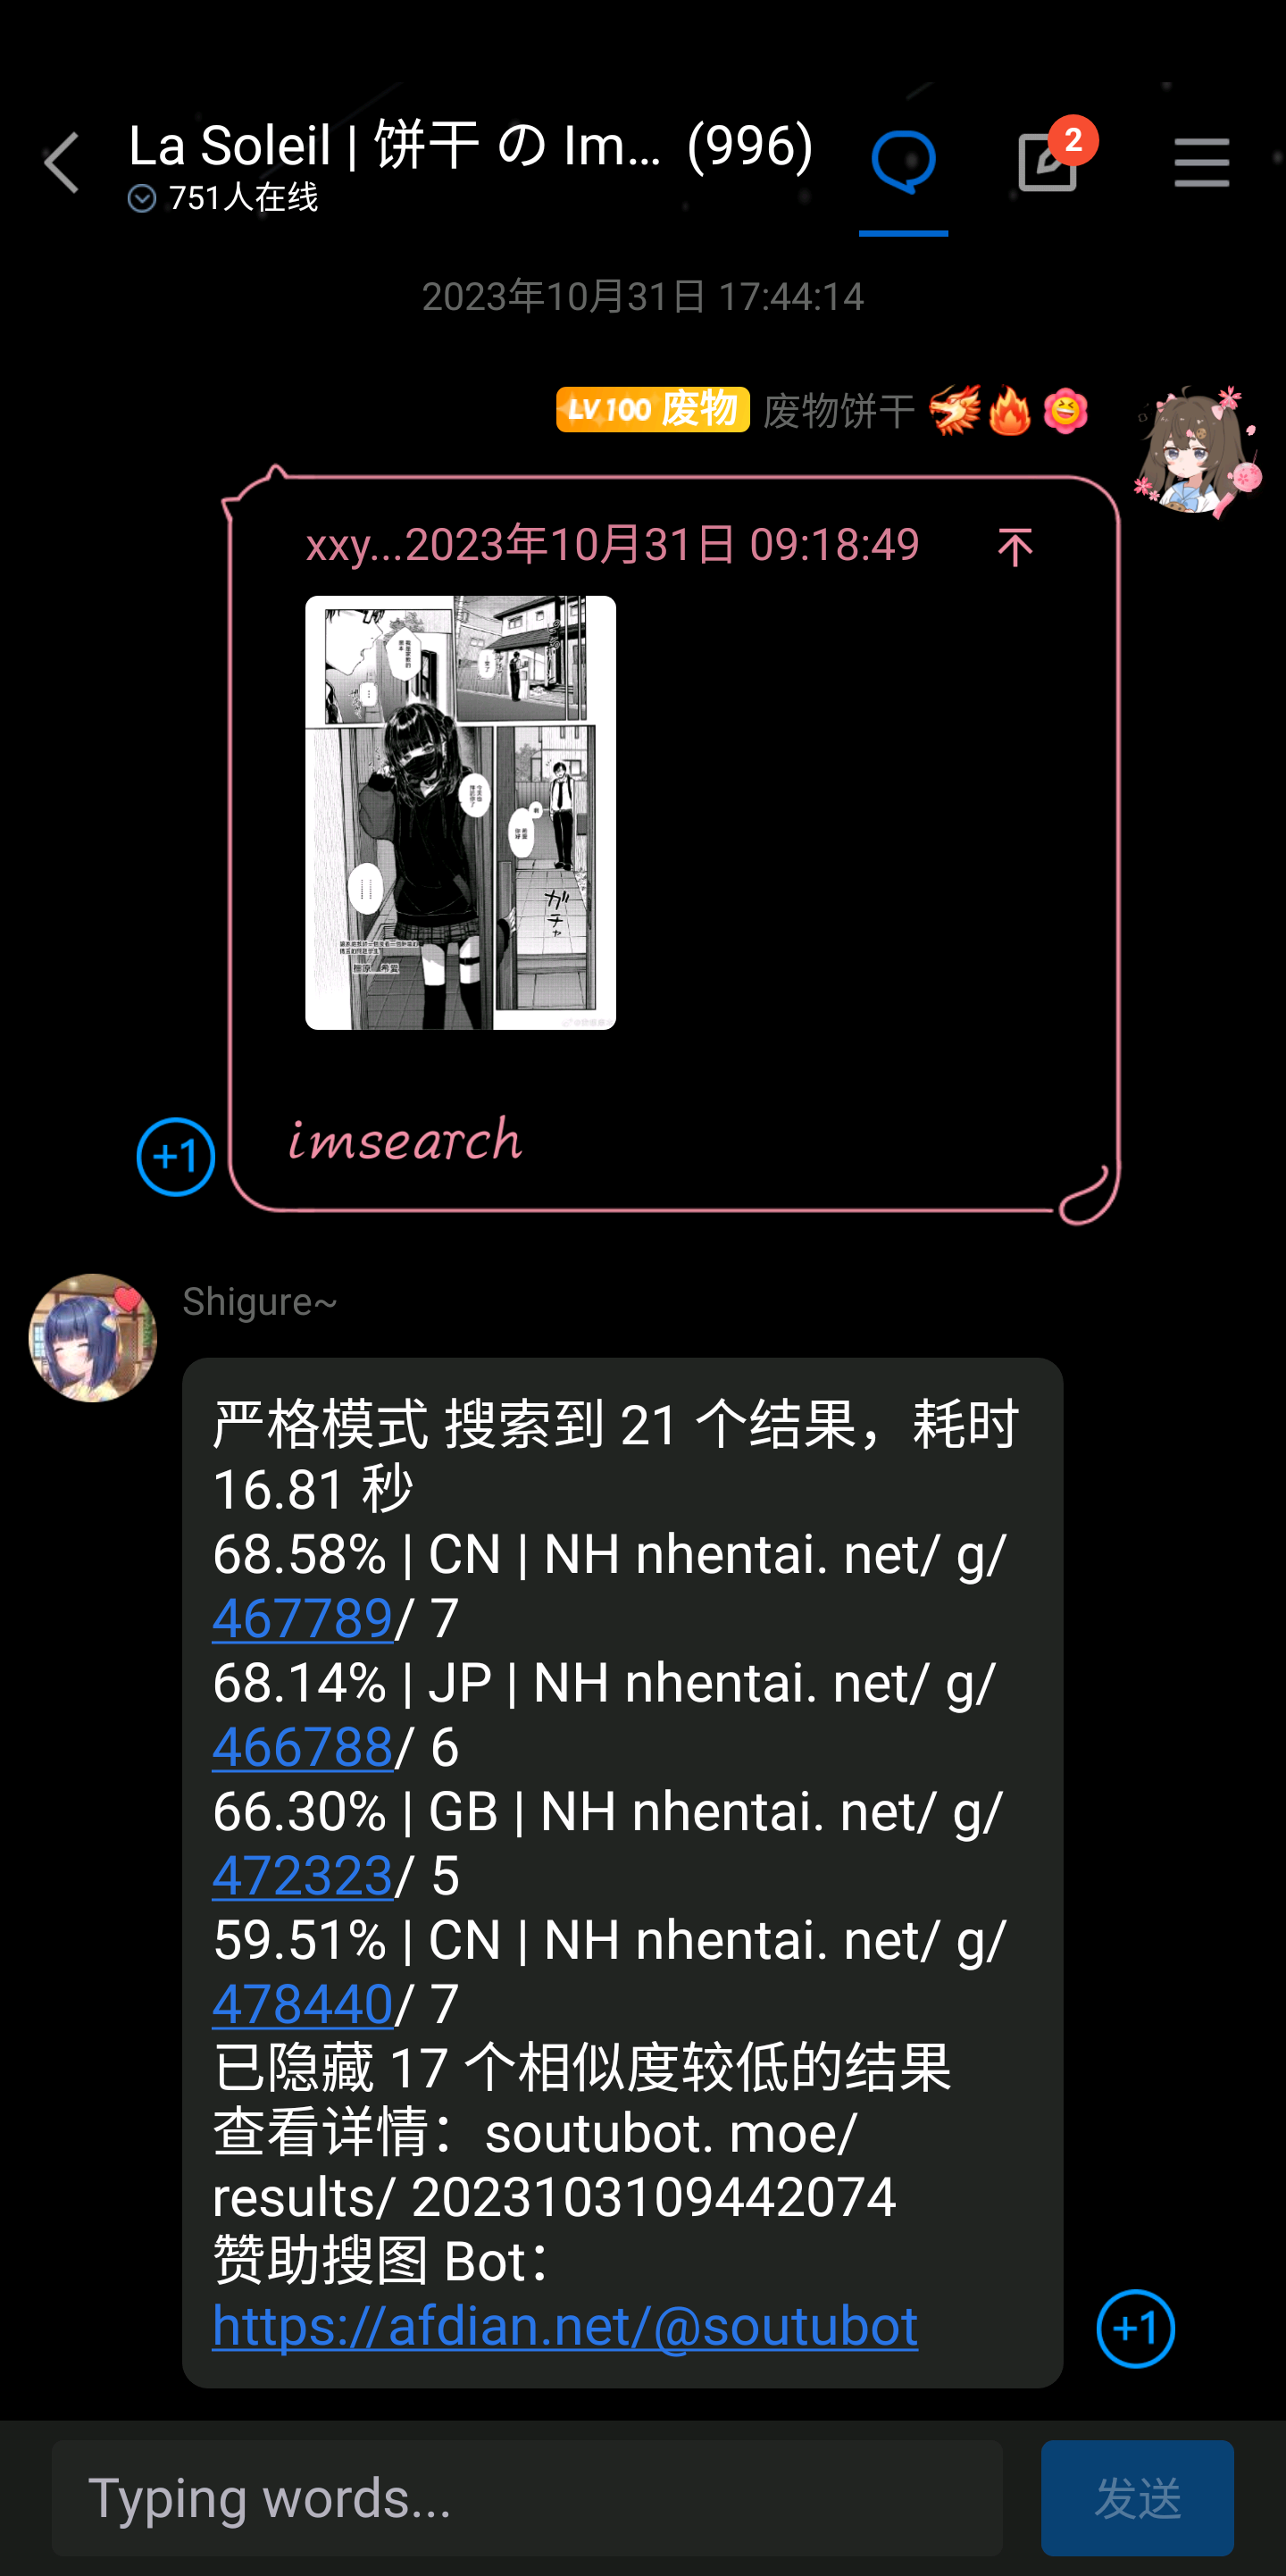 La Soleil | 饼干 の Im... (996)
2
751人在线
2023年10月31日 17:44:14
LV100 废物 废物饼干
xxy...2023年10月31日 09:18:49
ガチャ
imsearch
+1
Shigure~
严格模式 搜索到 21 个结果，耗时
16.81 秒
68.58% | CN | NH nhentai. net/ g/
467789/ 7
68.14% | JP | NH nhentai. net/ g/
466788/ 6
66.30% | GB | NH nhentai. net/ g/
472323/ 5
59.51% | CN | NH nhentai. net/ g/
478440/ 7
已隐藏 17 个相似度较低的结果
查看详情：soutubot. moe/
results/ 2023103109442074
赞助搜图 Bot：
https://afdian.net/@soutubot
+1
Typing words...
发送